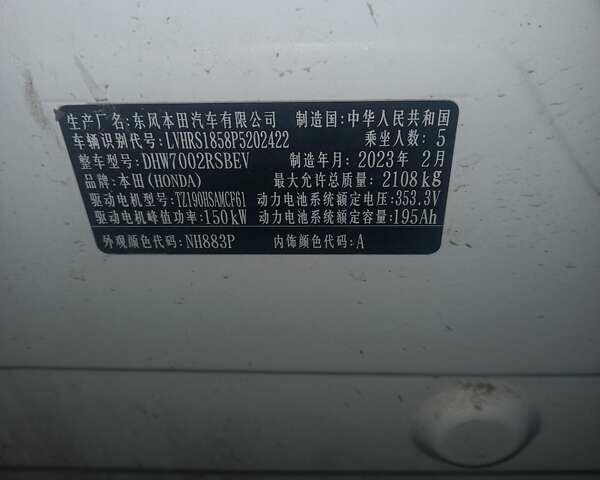 生产厂名:东风本田汽车有限公司 制造国:中华人民共和国
车辆识别代号:LVHRS1858P5202422 乘坐人数:5
整车型号:DHW7002RSBEV 制造年月:2023年2月
品牌:本田(HONDA) 最大允许总质量:2108kg
驱动电机型号:TZ190HSAMCF61 动力电池系统额定电压:353.3V
驱动电机峰值功率:150kW 动力电池系统额定容量:195Ah
外观颜色代码:NH883P 内饰颜色代码:A